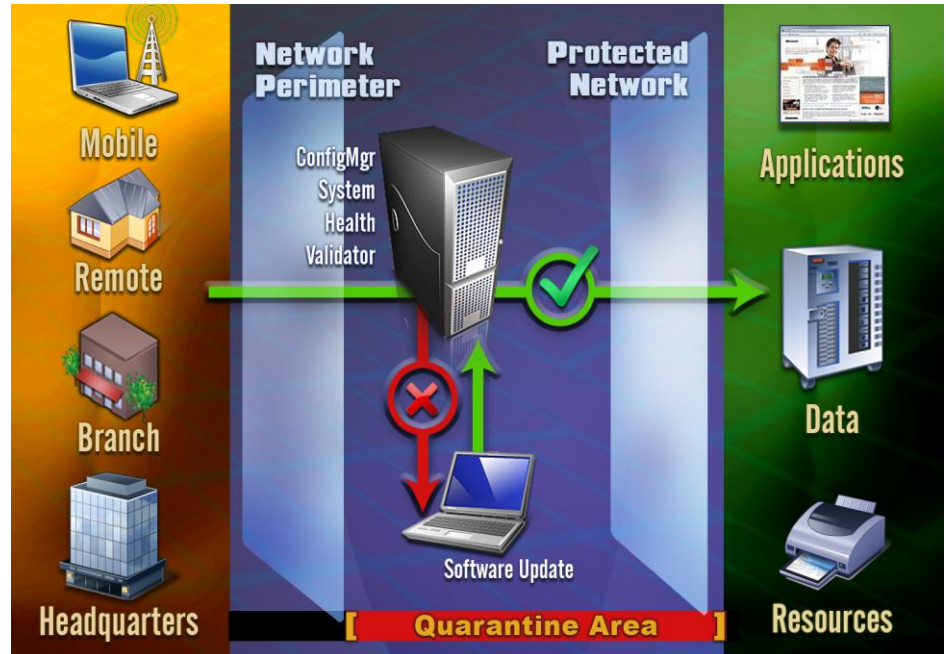 Mobile
Remote
Branch
Headquarters
Network
Perimeter
Protected
Network
ConfigMgr
System
Health
Validator
Software Update
[ Quarantine Area ]
Applications
Data
Resources